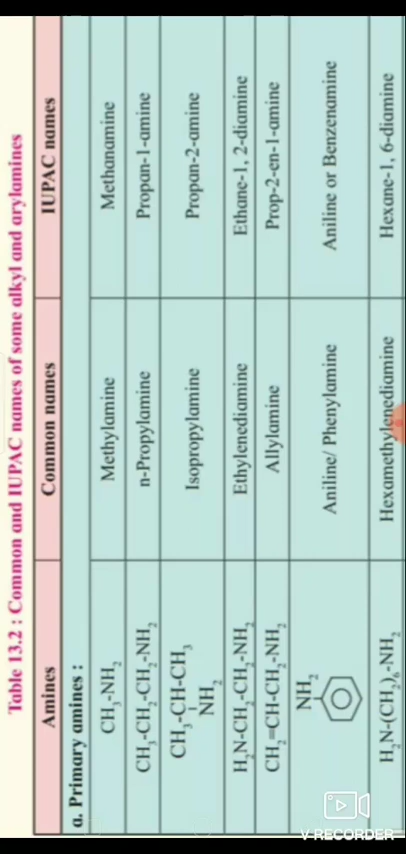 Table 13.2 : Common and IUPAC names of some alkyl and arylamines
Amines Common names IUPAC names
a. Primary amines :
CH₃-NH₂ Methylamine Methanamine
CH₃-CH₂-CH₂-NH₂ n-Propylamine Propan-1-amine
CH₃-CH-CH₃ Isopropylamine Propan-2-amine
NH₂
H₂N-CH₂-CH₂-NH₂ Ethylenediamine Ethane-1, 2-diamine
CH₂=CH-CH₂-NH₂ Allylamine Prop-2-en-1-amine
NH₂
Aniline/ Phenylamine Aniline or Benzenamine
H₂N-(CH₂)₆-NH₂ Hexamethylenediamine Hexane-1, 6-diamine
V RECORDER